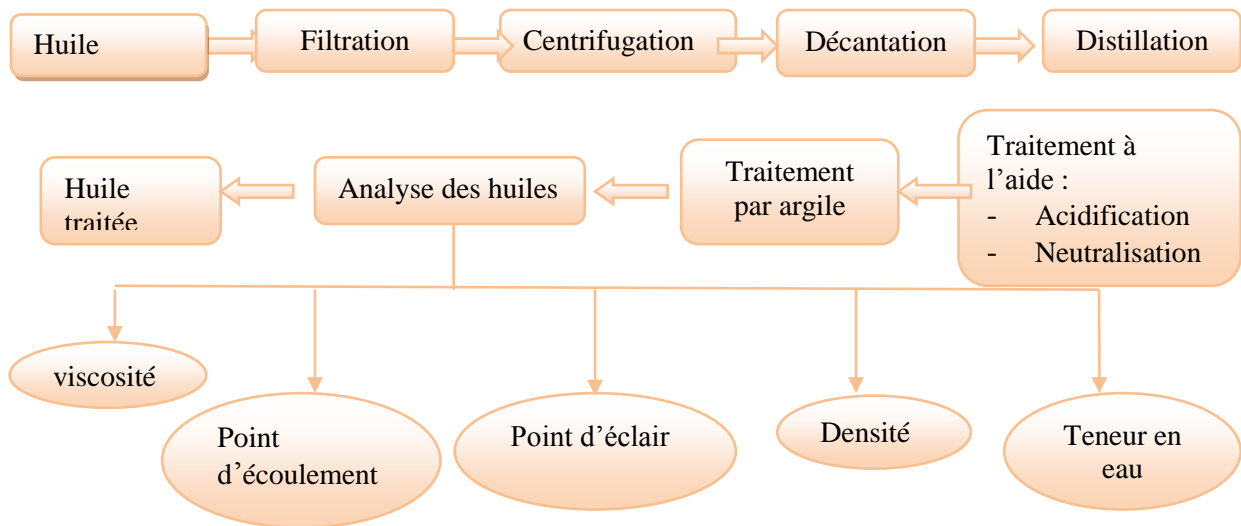 Huile
Filtration
Centrifugation
Décantation
Distillation
Traitement à
l’aide :
- Acidification
- Neutralisation
Traitement
par argile
Analyse des huiles
Huile
traitée
viscosité
Point
d’écoulement
Point d’éclair
Densité
Teneur en
eau